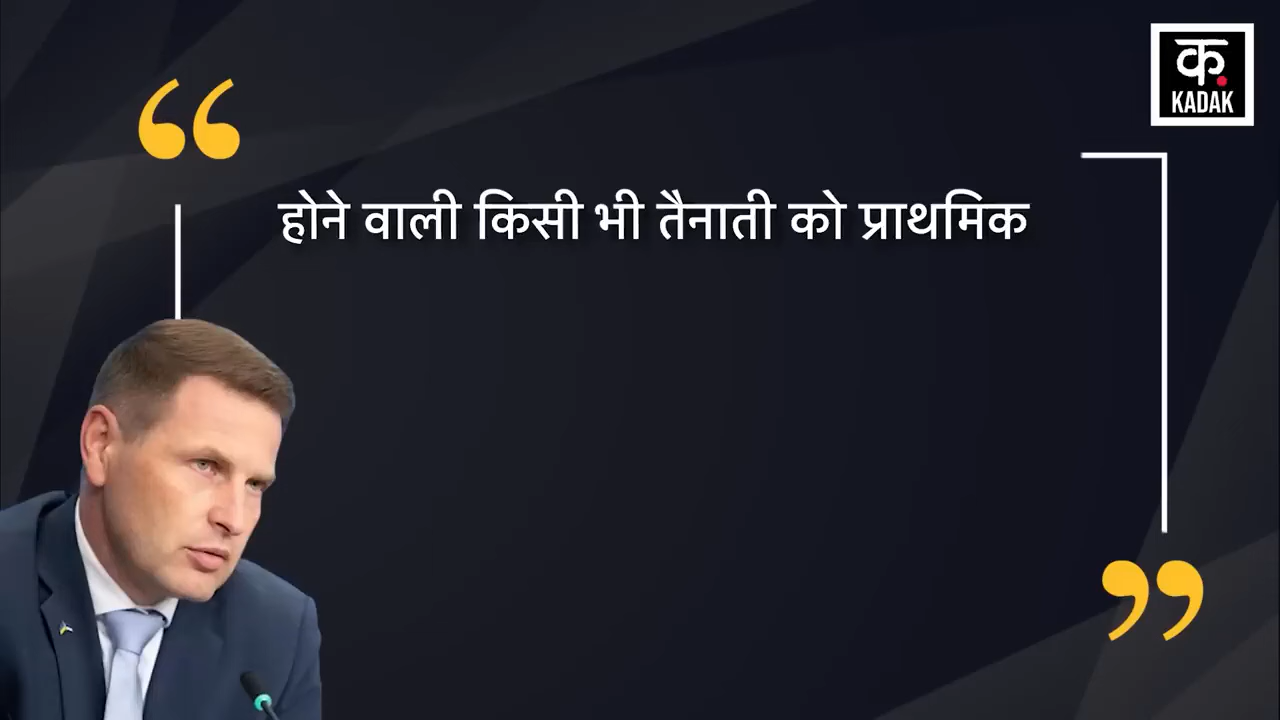 क.
KADAK
होने वाली किसी भी तैनाती को प्राथमिक